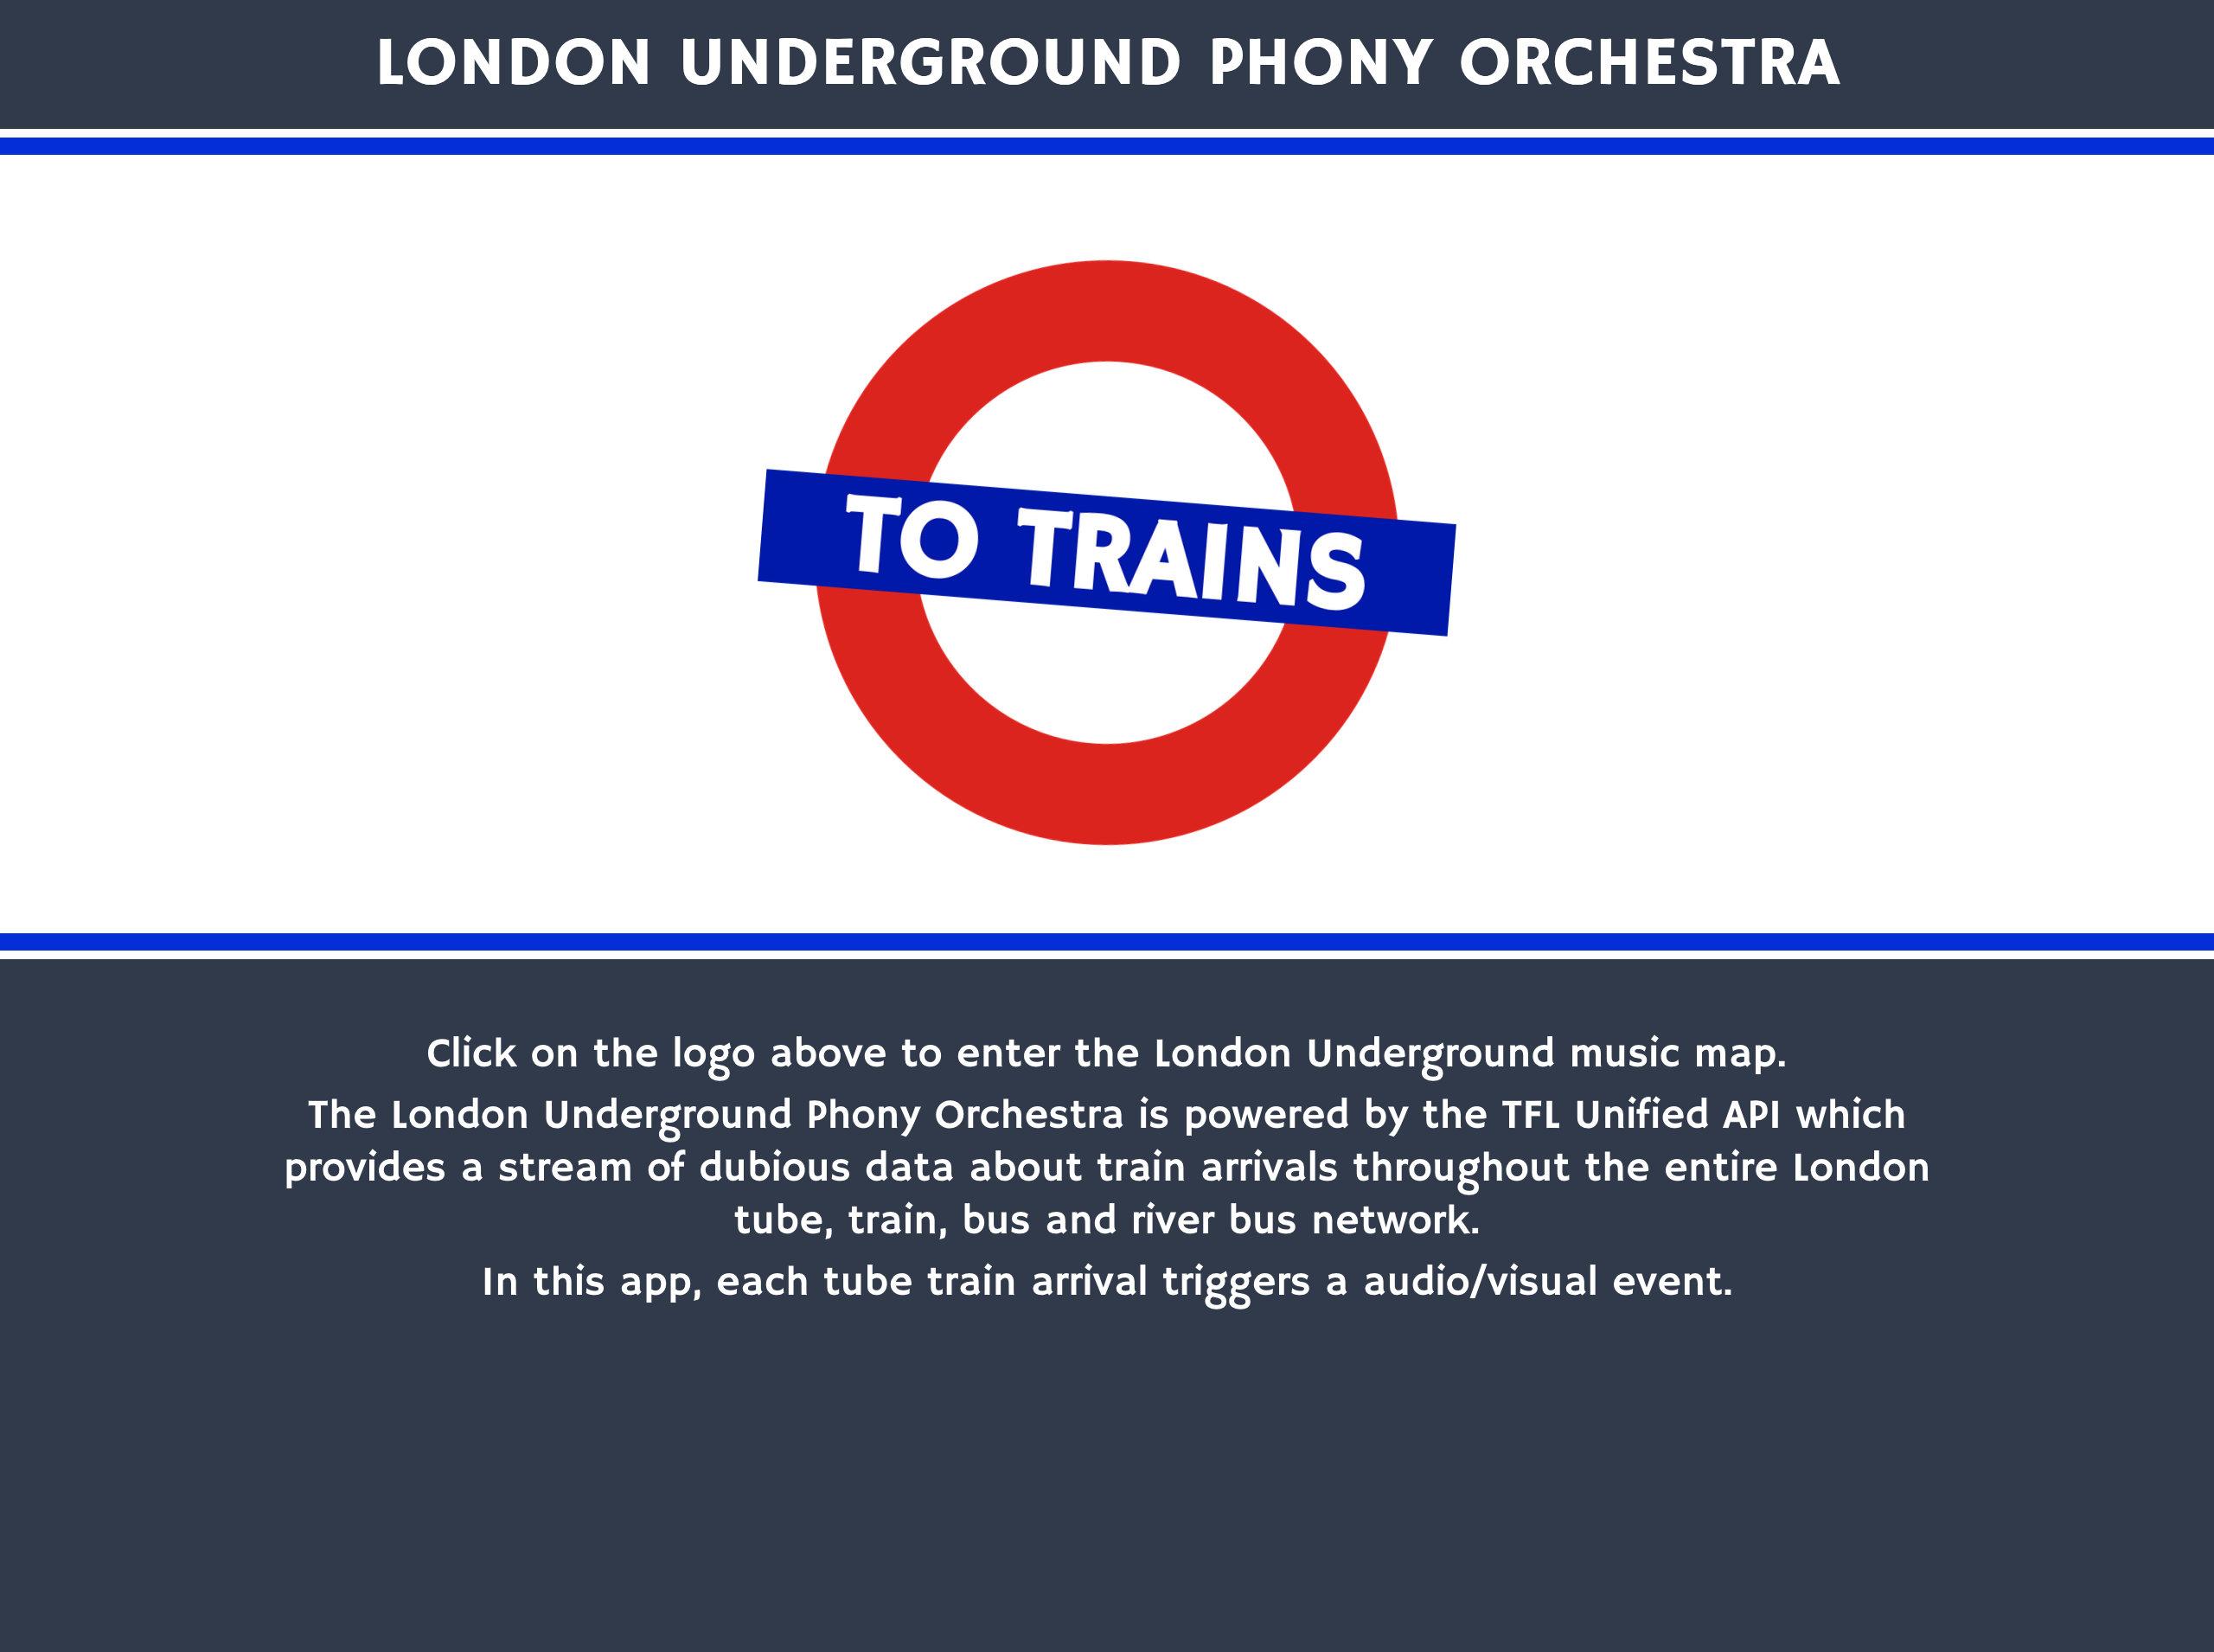 LONDON UNDERGROUND PHONY ORCHESTRA
TO TRAINS
Click on the logo above to enter the London Underground music map.
The London Underground Phony Orchestra is powered by the TFL Unified API which
provides a stream of dubious data about train arrivals throughout the entire London
tube, train, bus and river bus network.
In this app, each tube train arrival triggers a audio/visual event.